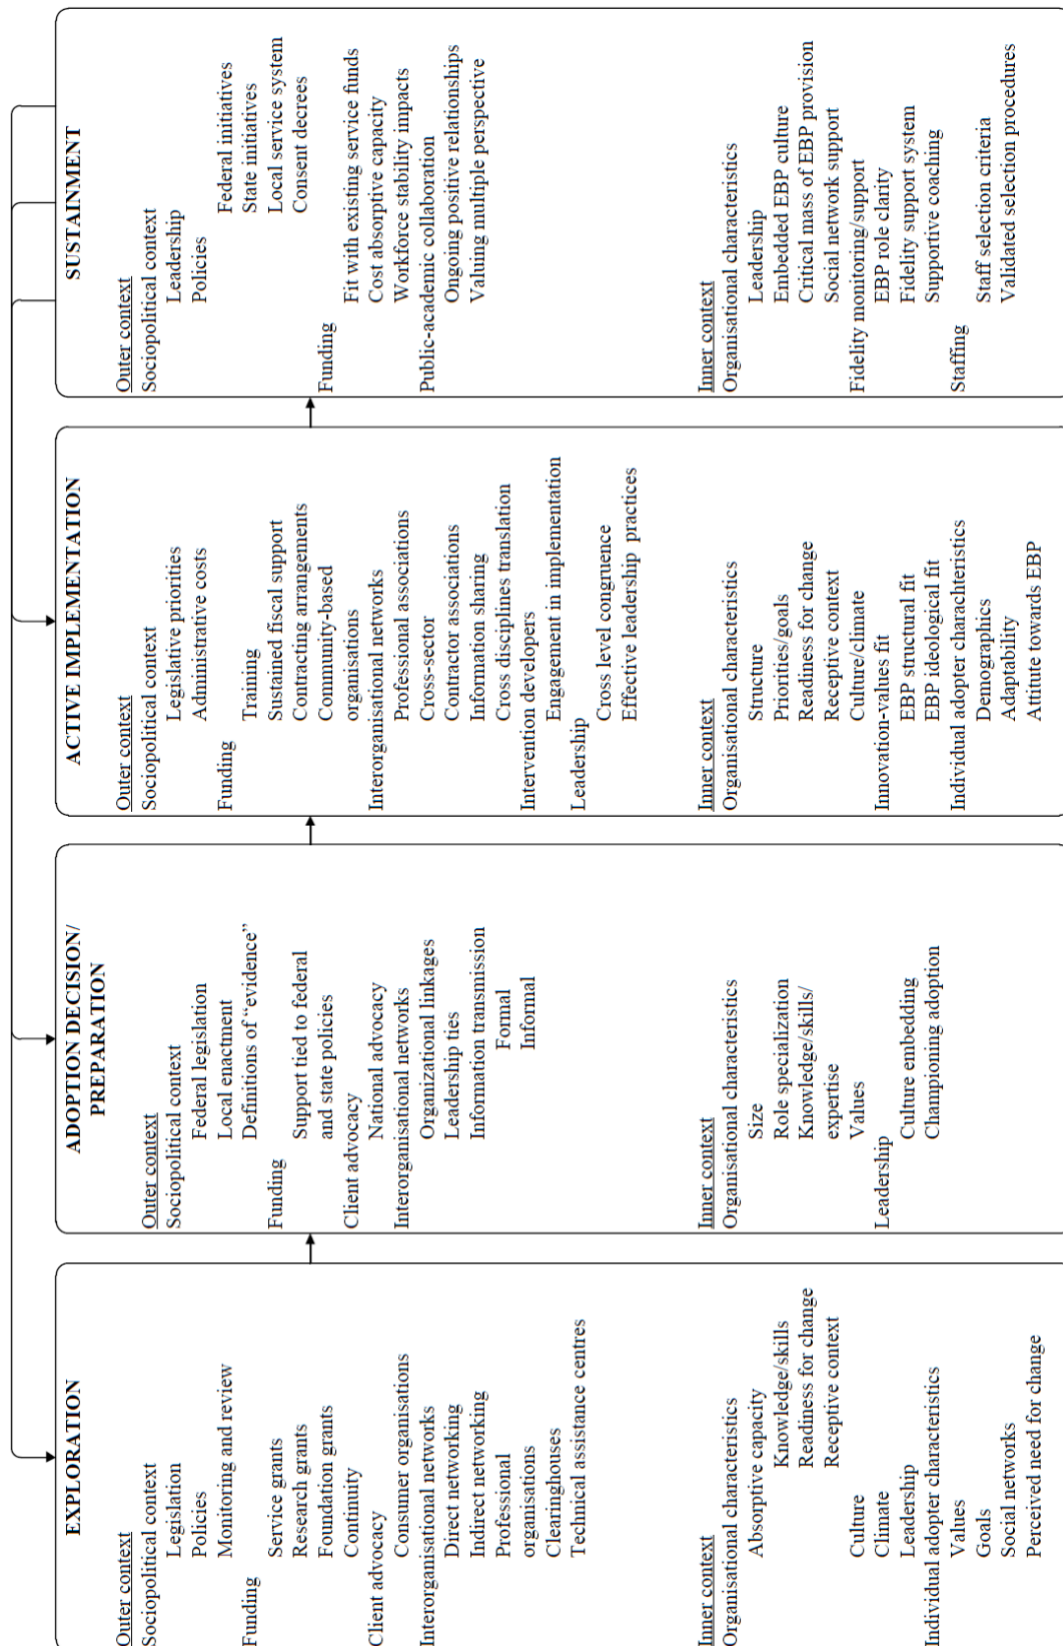 EXPLORATION
Outer context
Sociopolitical context
Legislation
Policies
Monitoring and review
Funding
Service grants
Research grants
Foundation grants
Continuity
Client advocacy
Consumer organisations
Interorganisational networks
Direct networking
Indirect networking
Professional
organisations
Clearinghouses
Technical assistance centres
Inner context
Organisational characteristics
Absorptive capacity
Knowledge/skills
Readiness for change
Receptive context
Culture
Climate
Leadership
Individual adopter characteristics
Values
Goals
Social networks
Perceived need for change
ADOPTION DECISION/
PREPARATION
Outer context
Sociopolitical context
Federal legislation
Local enactment
Definitions of “evidence”
Funding
Support tied to federal
and state policies
Client advocacy
National advocacy
Interorganisational networks
Organizational linkages
Leadership ties
Information transmission
Formal
Informal
Inner context
Organisational characteristics
Size
Role specialization
Knowledge/skills/
expertise
Values
Leadership
Culture embedding
Championing adoption
ACTIVE IMPLEMENTATION
Outer context
Sociopolitical context
Legislative priorities
Administrative costs
Funding
Training
Sustained fiscal support
Contracting arrangements
Community-based
organisations
Interorganisational networks
Professional associations
Cross-sector
Contractor associations
Information sharing
Cross disciplines translation
Intervention developers
Engagement in implementation
Leadership
Cross level congruence
Effective leadership practices
Inner context
Organisational characteristics
Structure
Priorities/goals
Readiness for change
Receptive context
Culture/climate
Innovation-values fit
EBP structural fit
EBP ideological fit
Individual adopter charachteristics
Demographics
Adaptability
Attitute towards EBP
SUSTAINMENT
Outer context
Sociopolitical context
Leadership
Policies
Federal initiatives
State initiatives
Local service system
Consent decrees
Funding
Fit with existing service funds
Cost absorptive capacity
Workforce stability impacts
Public-academic collaboration
Ongoing positive relationships
Valuing multiple perspective
Inner context
Organisational characteristics
Leadership
Embedded EBP culture
Critical mass of EBP provision
Social network support
Fidelity monitoring/support
EBP role clarity
Fidelity support system
Supportive coaching
Staffing
Staff selection criteria
Validated selection procedures